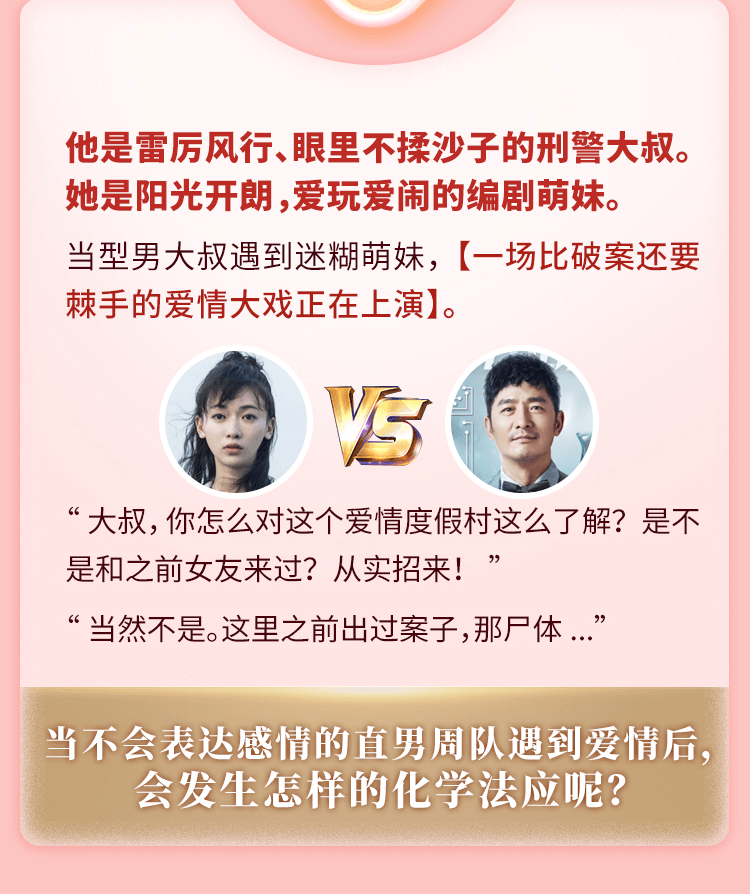 他是雷厉风行、眼里不揉沙子的刑警大叔。
她是阳光开朗,爱玩爱闹的编剧萌妹。
当型男大叔遇到迷糊萌妹，【一场比破案还要
棘手的爱情大戏正在上演】。
VS
“ 大叔，你怎么对这个爱情度假村这么了解？是不
是和之前女友来过？从实招来！ ”
“ 当然不是。这里之前出过案子，那尸体 ...”
当不会表达感情的直男周队遇到爱情后,
会发生怎样的化学法应呢？